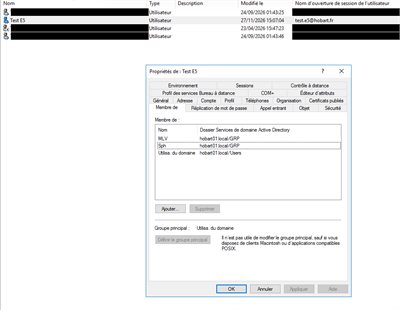 Nom Type Description Modifié le Nom d'ouverture de session de l'utilisateur
Utilisateur 24/09/2026 01:43:25
Test E5 Utilisateur 27/11/2026 15:07:04 test.e5@hobart.fr
Utilisateur 23/04/2026 15:47:23
Utilisateur 24/09/2026 01:43:46
Propriétés de : Test E5
Environnement Sessions Contrôle à distance
Profil des services Bureau à distance COM+ Éditeur d'attributs
Général Adresse Compte Profil Téléphones Organisation Certificats publiés
Membre de Réplication de mot de passe Appel entrant Objet Sécurité
Membre de :
Nom Dossier Services de domaine Active Directory
MLV hobart01.local/GRP
Sph hobart01.local/GRP
Utilisa. du domaine hobart01.local/Users
Ajouter... Supprimer
Groupe principal : Utilisa. du domaine
Définir le groupe principal
Il n'est pas utile de modifier le groupe principal, sauf si vous
disposez de clients Macintosh ou d'applications compatibles
POSIX.
OK Annuler Appliquer Aide